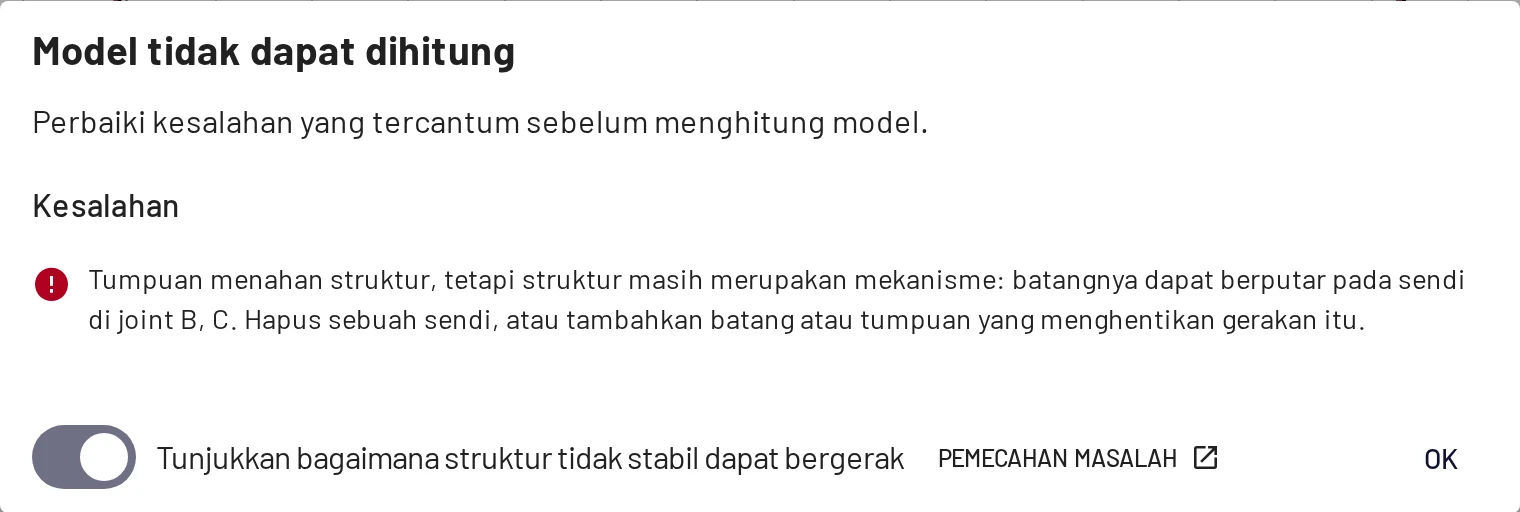 Model tidak dapat dihitung
Perbaiki kesalahan yang tercantum sebelum menghitung model.
Kesalahan
Tumpuan menahan struktur, tetapi struktur masih merupakan mekanisme: batangnya dapat berputar pada sendi
di joint B, C. Hapus sebuah sendi, atau tambahkan batang atau tumpuan yang menghentikan gerakan itu.
Tunjukkan bagaimana struktur tidak stabil dapat bergerak PEMECAHAN MASALAH OK